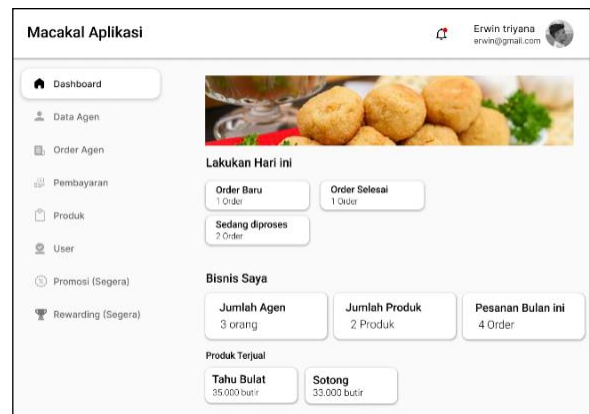 Macakal Aplikasi
Erwin triyana
erwin@gmail.com
Dashboard
Data Agen
Order Agen
Pembayaran
Produk
User
Promosi (Segera)
Rewarding (Segera)
Lakukan Hari ini
Order Baru
1 Order
Order Selesai
1 Order
Sedang diproses
2 Order
Bisnis Saya
Jumlah Agen
3 orang
Jumlah Produk
2 Produk
Pesanan Bulan ini
4 Order
Produk Terjual
Tahu Bulat
35.000 butir
Sotong
33.000 butir